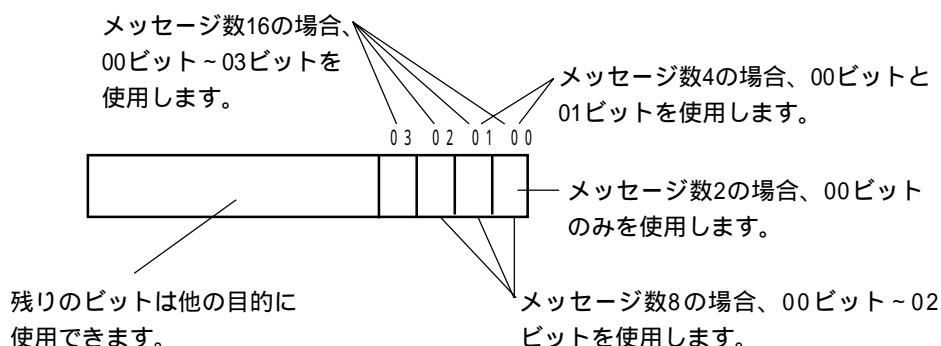 メッセージ数16の場合、
00ビット~03ビットを
使用します。
メッセージ数4の場合、00ビットと
01ビットを使用します。
03 02 01 00
メッセージ数2の場合、00ビット
のみを使用します。
残りのビットは他の目的に
使用できます。
メッセージ数8の場合、00ビット~02
ビットを使用します。